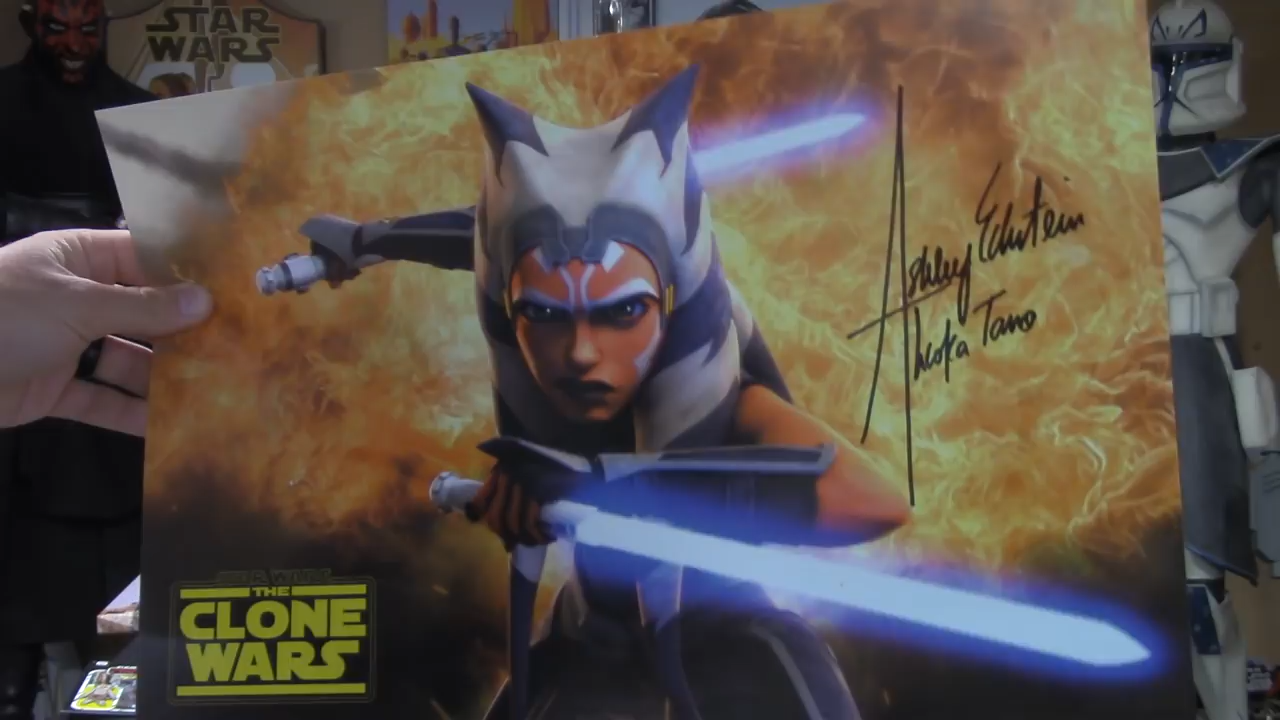 STAR
WARS
Ashley Eckstein
Ahsoka Tano
STAR WARS
THE
CLONE
WARS